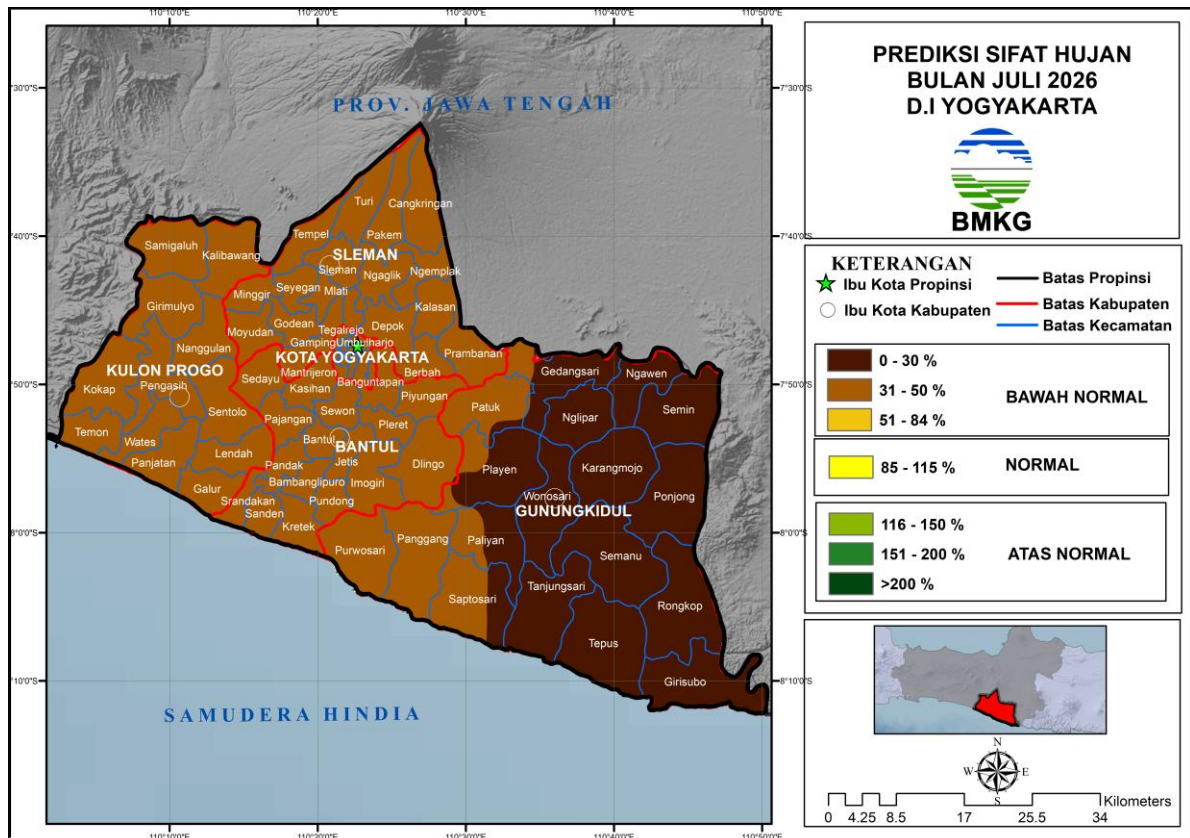 110°10'0"E
110°20'0"E
110°30'0"E
110°40'0"E
110°50'0"E
PREDIKSI SIFAT HUJAN
BULAN JULI 2026
D.I YOGYAKARTA
BMKG
°30'0"S
7°30'0"S
PROV. JAWA TENGAH
Turi
Cangkringan
Tempel
Pakem
°40'0"S
7°40'0"S
Samigaluh
Kalibawang
SLEMAN
Sleman
Ngaglik
Ngemplak
Seyegan
Mlati
Minggir
Girimulyo
Kalasan
Moyudan
Godean
Tegalrejo
Depok
Gamping
Umbulharjo
Nanggulan
KOTA YOGYAKARTA
Prambanan
KULON PROGO
Mantrijeron
Berbah
Gedangsari
Ngawen
Sedayu
Kokap
Pengasih
Kasihan
Banguntapan
°50'0"S
7°50'0"S
Piyungan
Patuk
Semin
Sentolo
Pajangan
Sewon
Nglipar
Temon
Wates
Pleret
Bantul
BANTUL
Panjatan
Lendah
Pandak
Jetis
Dlingo
Playen
Karangmojo
Galur
Bambanglipuro
Imogiri
Srandakan
Pundong
Wonosari
Ponjong
Sanden
GUNUNGKIDUL
Kretek
°0'0"S
8°0'0"S
Purwosari
Panggang
Paliyan
Semanu
Tanjungsari
Saptosari
Rongkop
Tepus
Girisubo
°10'0"S
8°10'0"S
SAMUDERA HINDIA
110°10'0"E
110°20'0"E
110°30'0"E
110°40'0"E
110°50'0"E
KETERANGAN
Ibu Kota Propinsi
Ibu Kota Kabupaten
Batas Propinsi
Batas Kabupaten
Batas Kecamatan
0 - 30 %
31 - 50 %
51 - 84 %
BAWAH NORMAL
85 - 115 %
NORMAL
116 - 150 %
151 - 200 %
>200 %
ATAS NORMAL
N
W
E
S
Kilometers
0 4.25 8.5 17 25.5 34